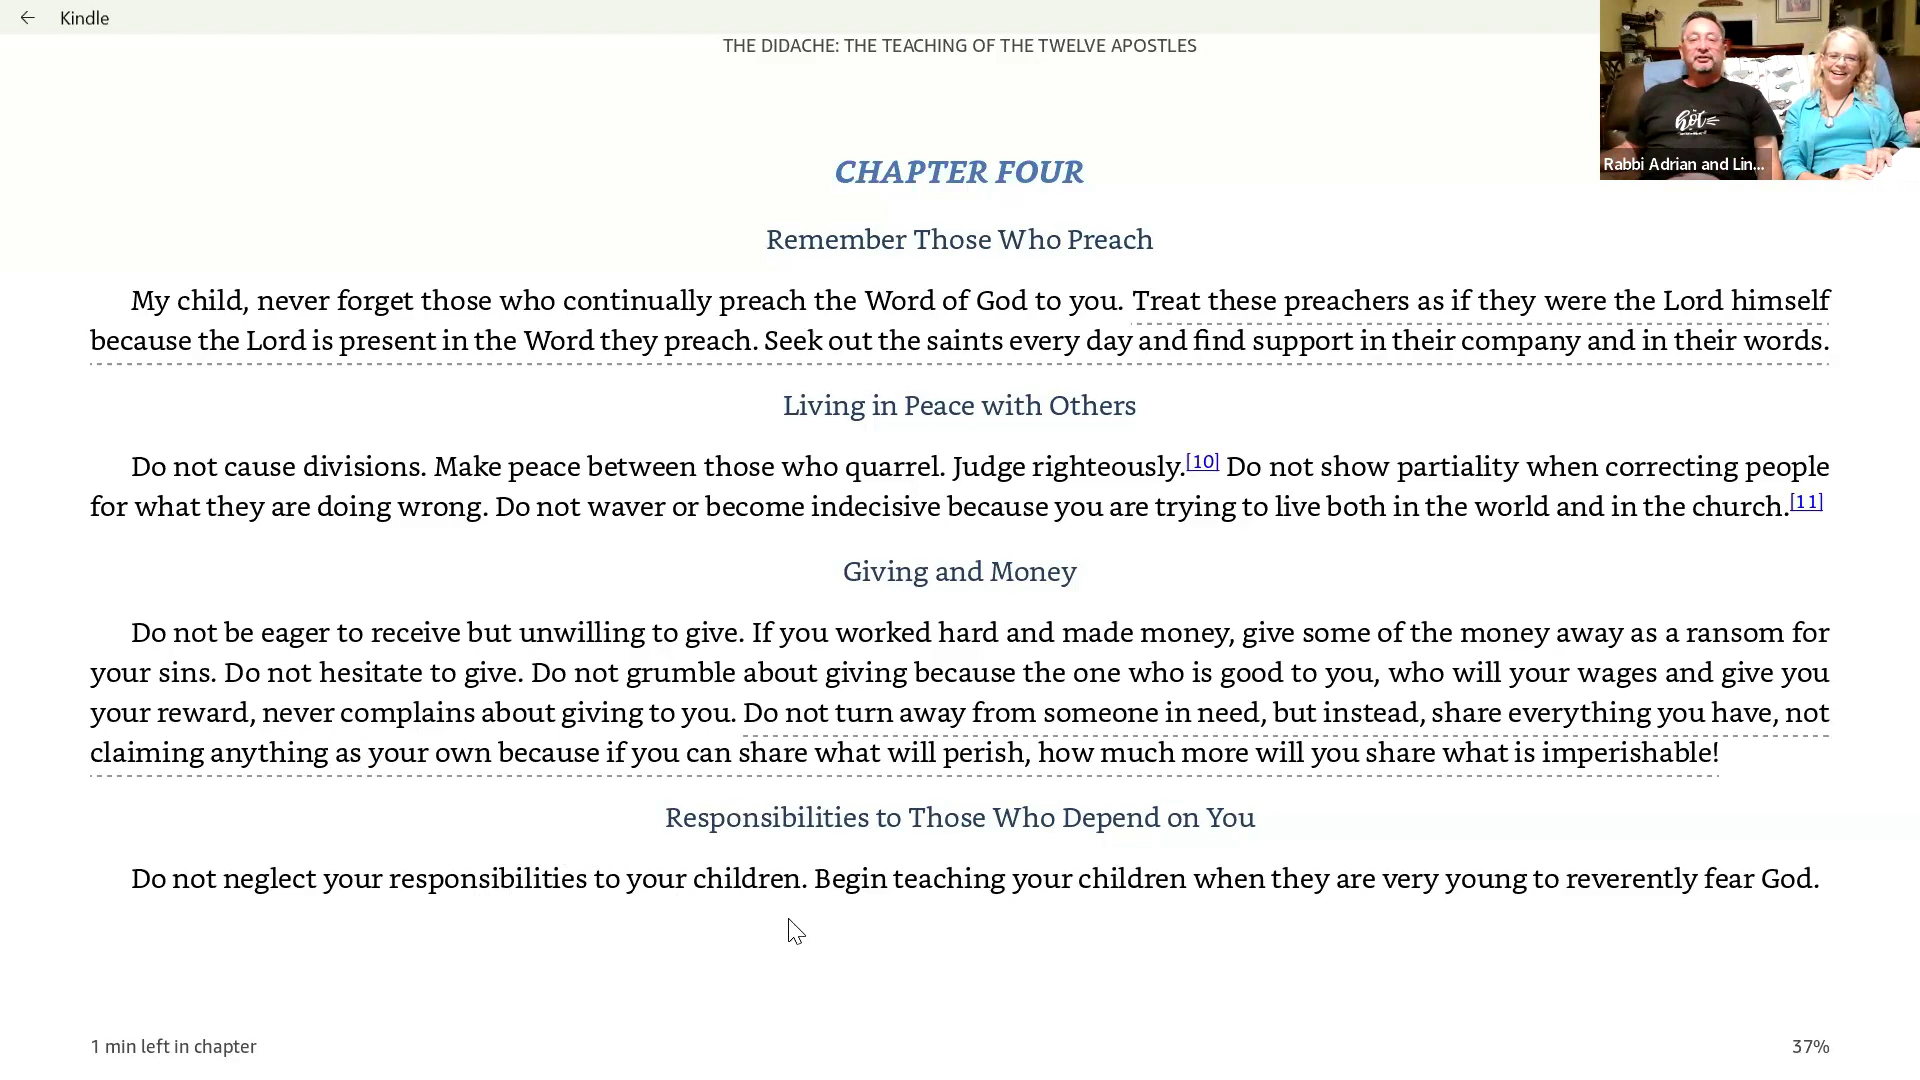 Kindle
THE DIDACHE: THE TEACHING OF THE TWELVE APOSTLES
hot
Rabbi Adrian and Lin...
CHAPTER FOUR
Remember Those Who Preach
My child, never forget those who continually preach the Word of God to you. Treat these preachers as if they were the Lord himself
because the Lord is present in the Word they preach. Seek out the saints every day and find support in their company and in their words.
Living in Peace with Others
Do not cause divisions. Make peace between those who quarrel. Judge righteously.[10] Do not show partiality when correcting people
for what they are doing wrong. Do not waver or become indecisive because you are trying to live both in the world and in the church.[11]
Giving and Money
Do not be eager to receive but unwilling to give. If you worked hard and made money, give some of the money away as a ransom for
your sins. Do not hesitate to give. Do not grumble about giving because the one who is good to you, who will your wages and give you
your reward, never complains about giving to you. Do not turn away from someone in need, but instead, share everything you have, not
claiming anything as your own because if you can share what will perish, how much more will you share what is imperishable!
Responsibilities to Those Who Depend on You
Do not neglect your responsibilities to your children. Begin teaching your children when they are very young to reverently fear God.
1 min left in chapter
37%